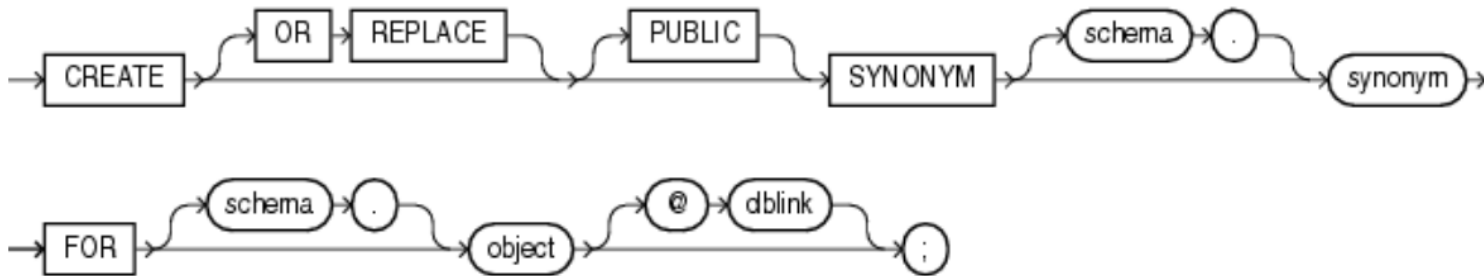 OR REPLACE PUBLIC schema .
CREATE SYNONYM synonym
schema . @ dblink
FOR object ;